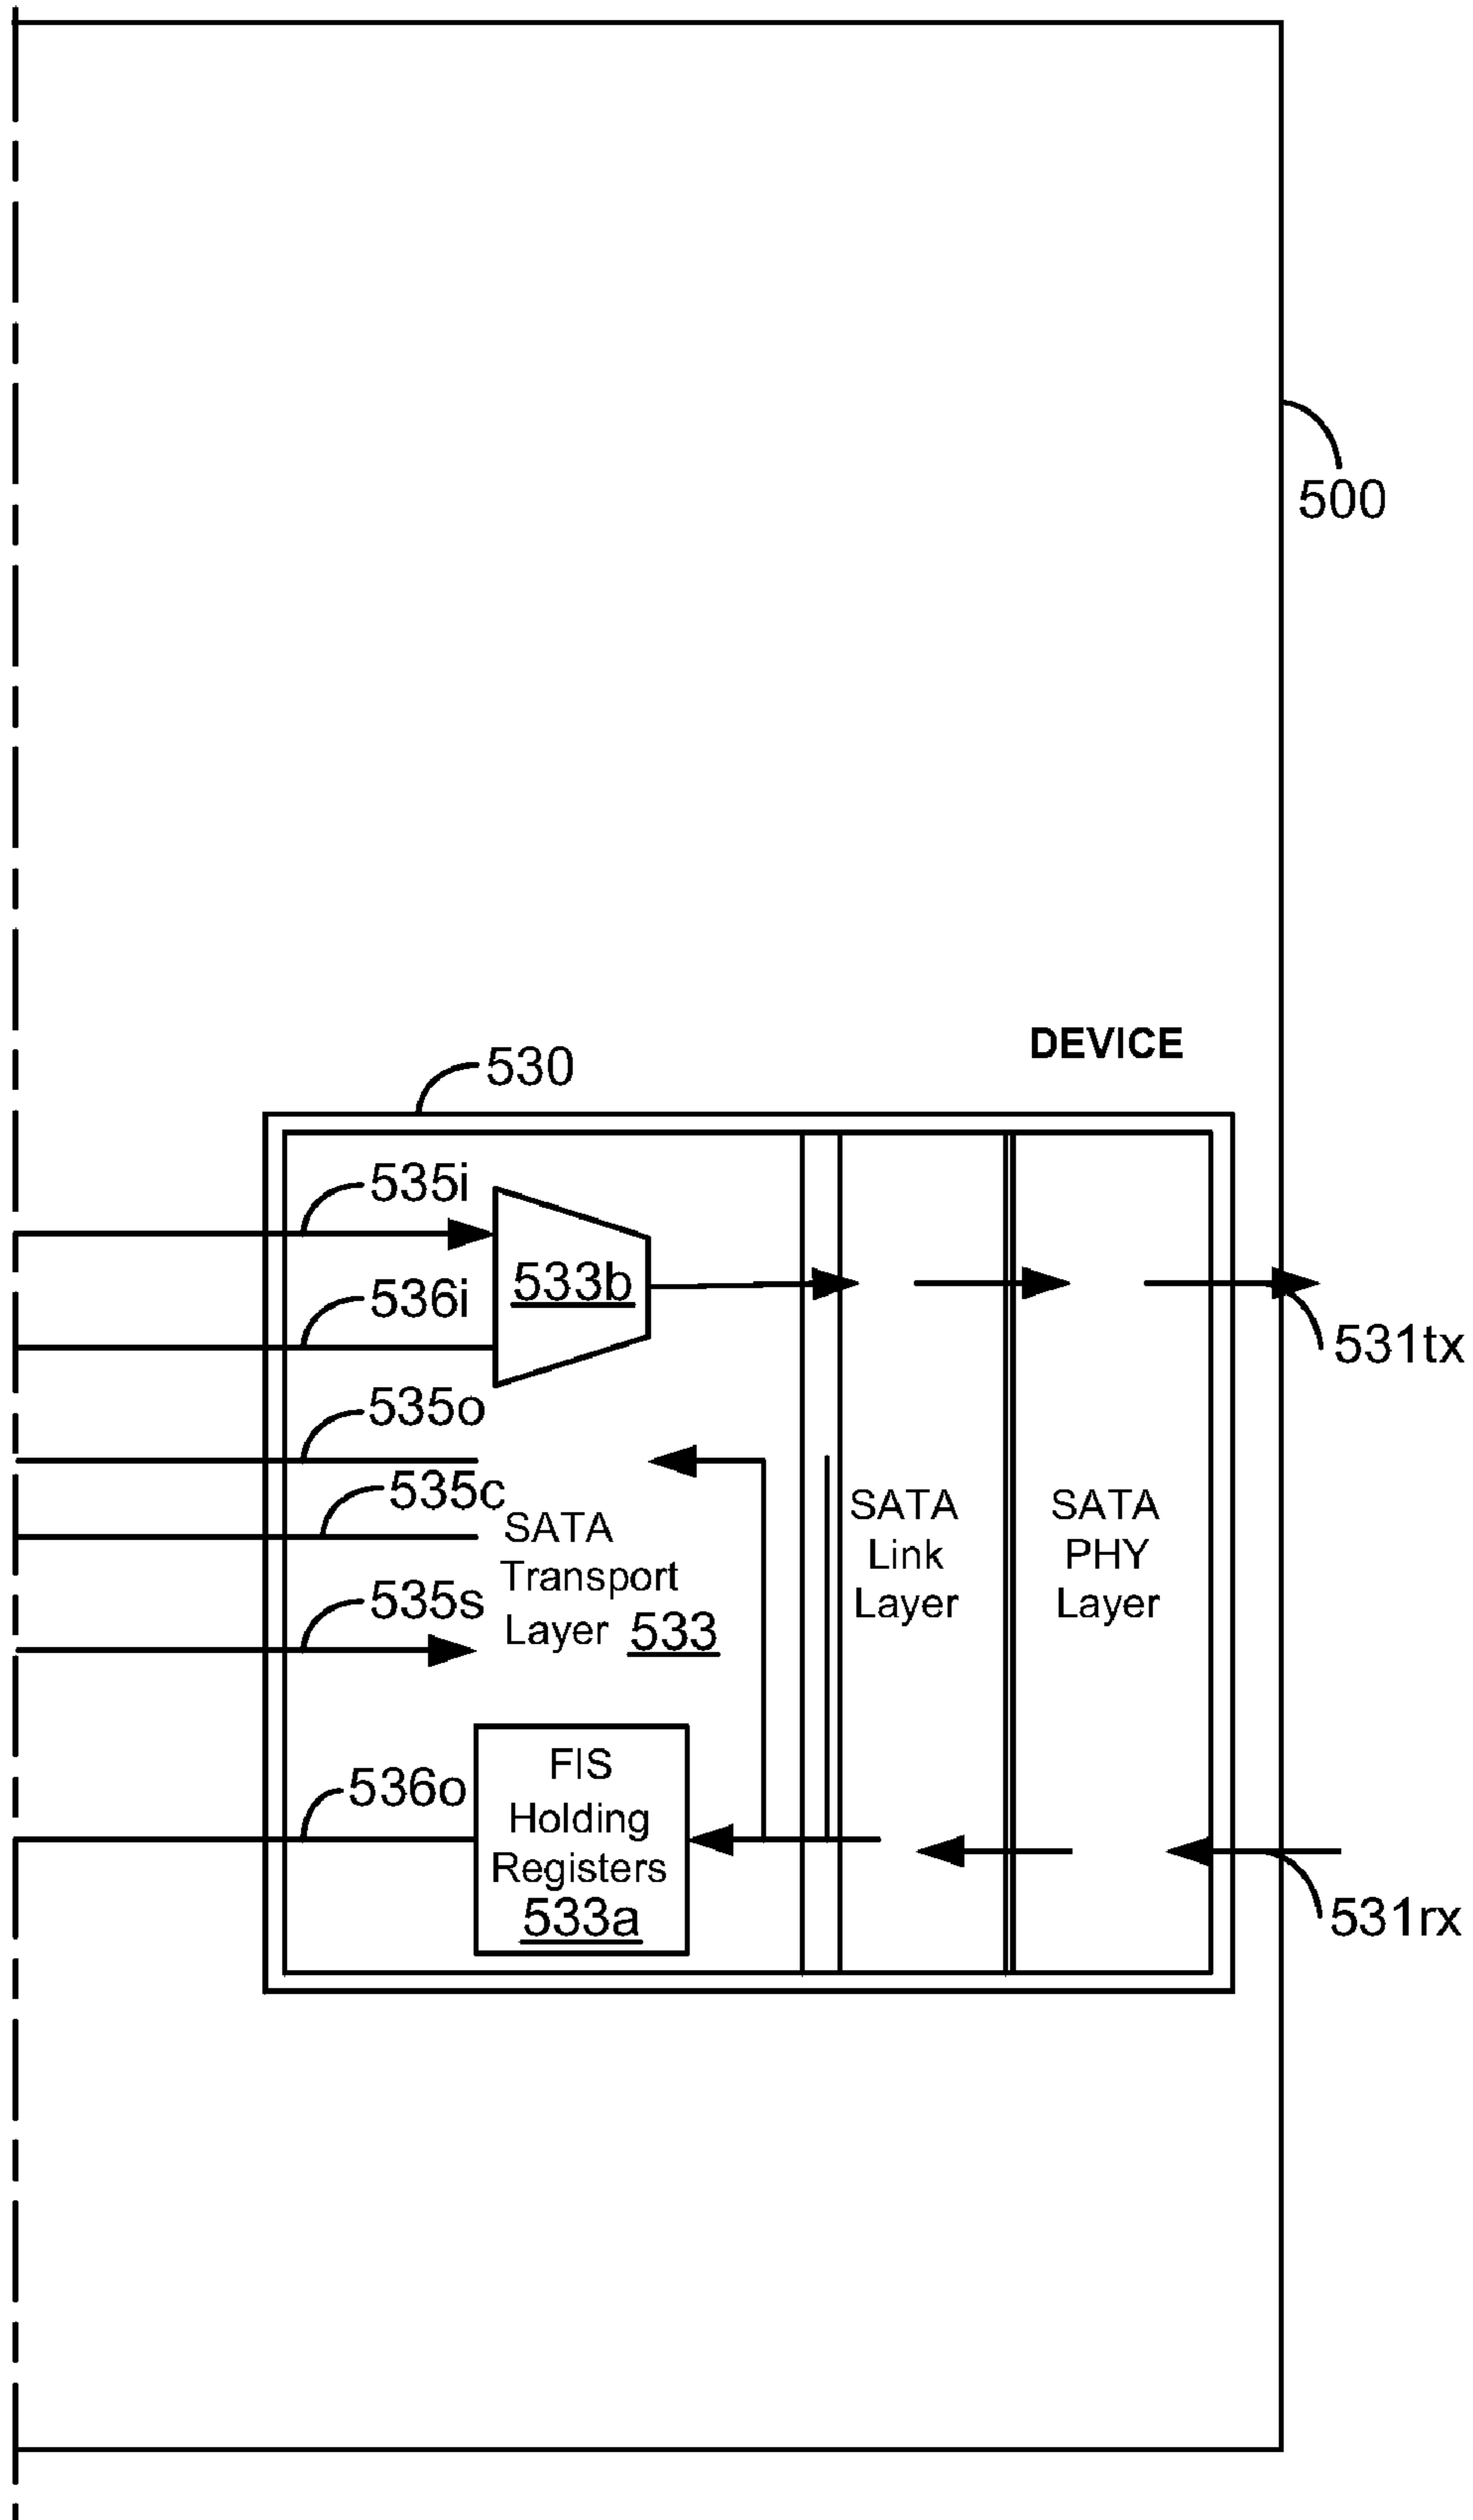 500
DEVICE
530
535i
533b
536i
531tx
535o
535c
SATA
Transport
Layer 533
SATA
Link
Layer
SATA
PHY
Layer
535s
536o
FIS
Holding
Registers
533a
531rx